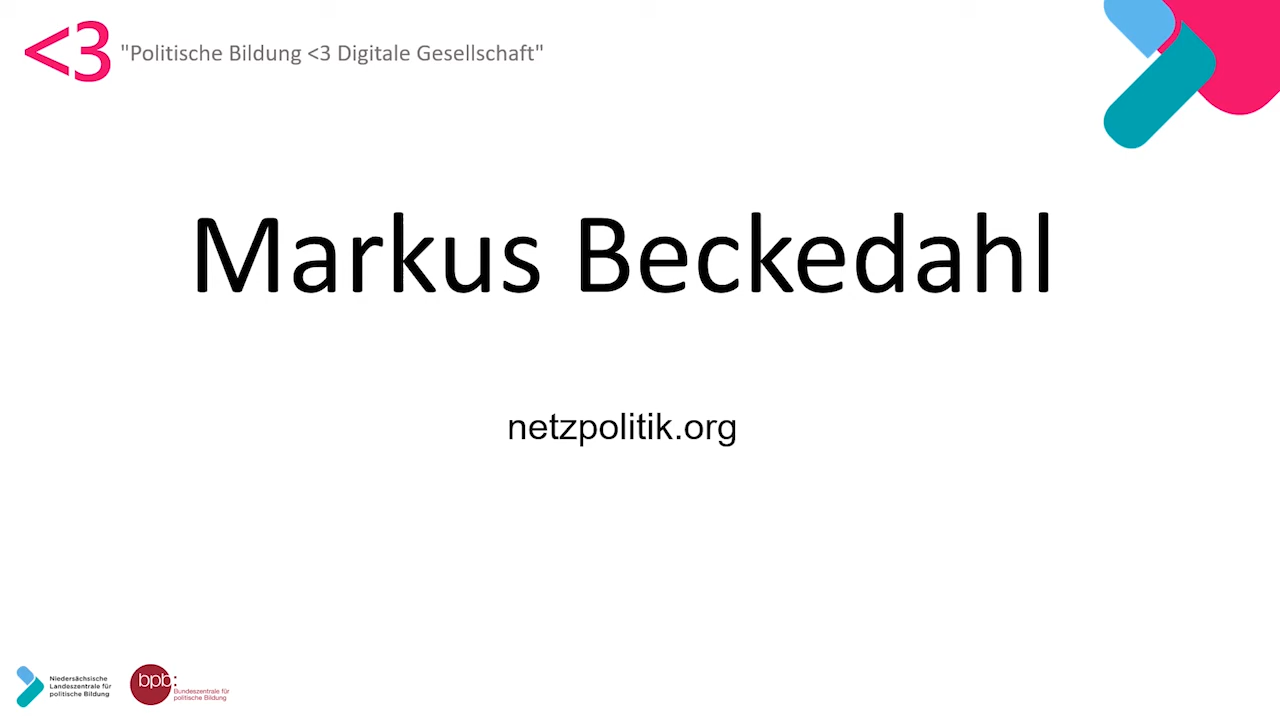 <3 "Politische Bildung <3 Digitale Gesellschaft"
Markus Beckedahl
netzpolitik.org
Niedersächsische
Landeszentrale für
politische Bildung
bpb:
Bundeszentrale für
politische Bildung